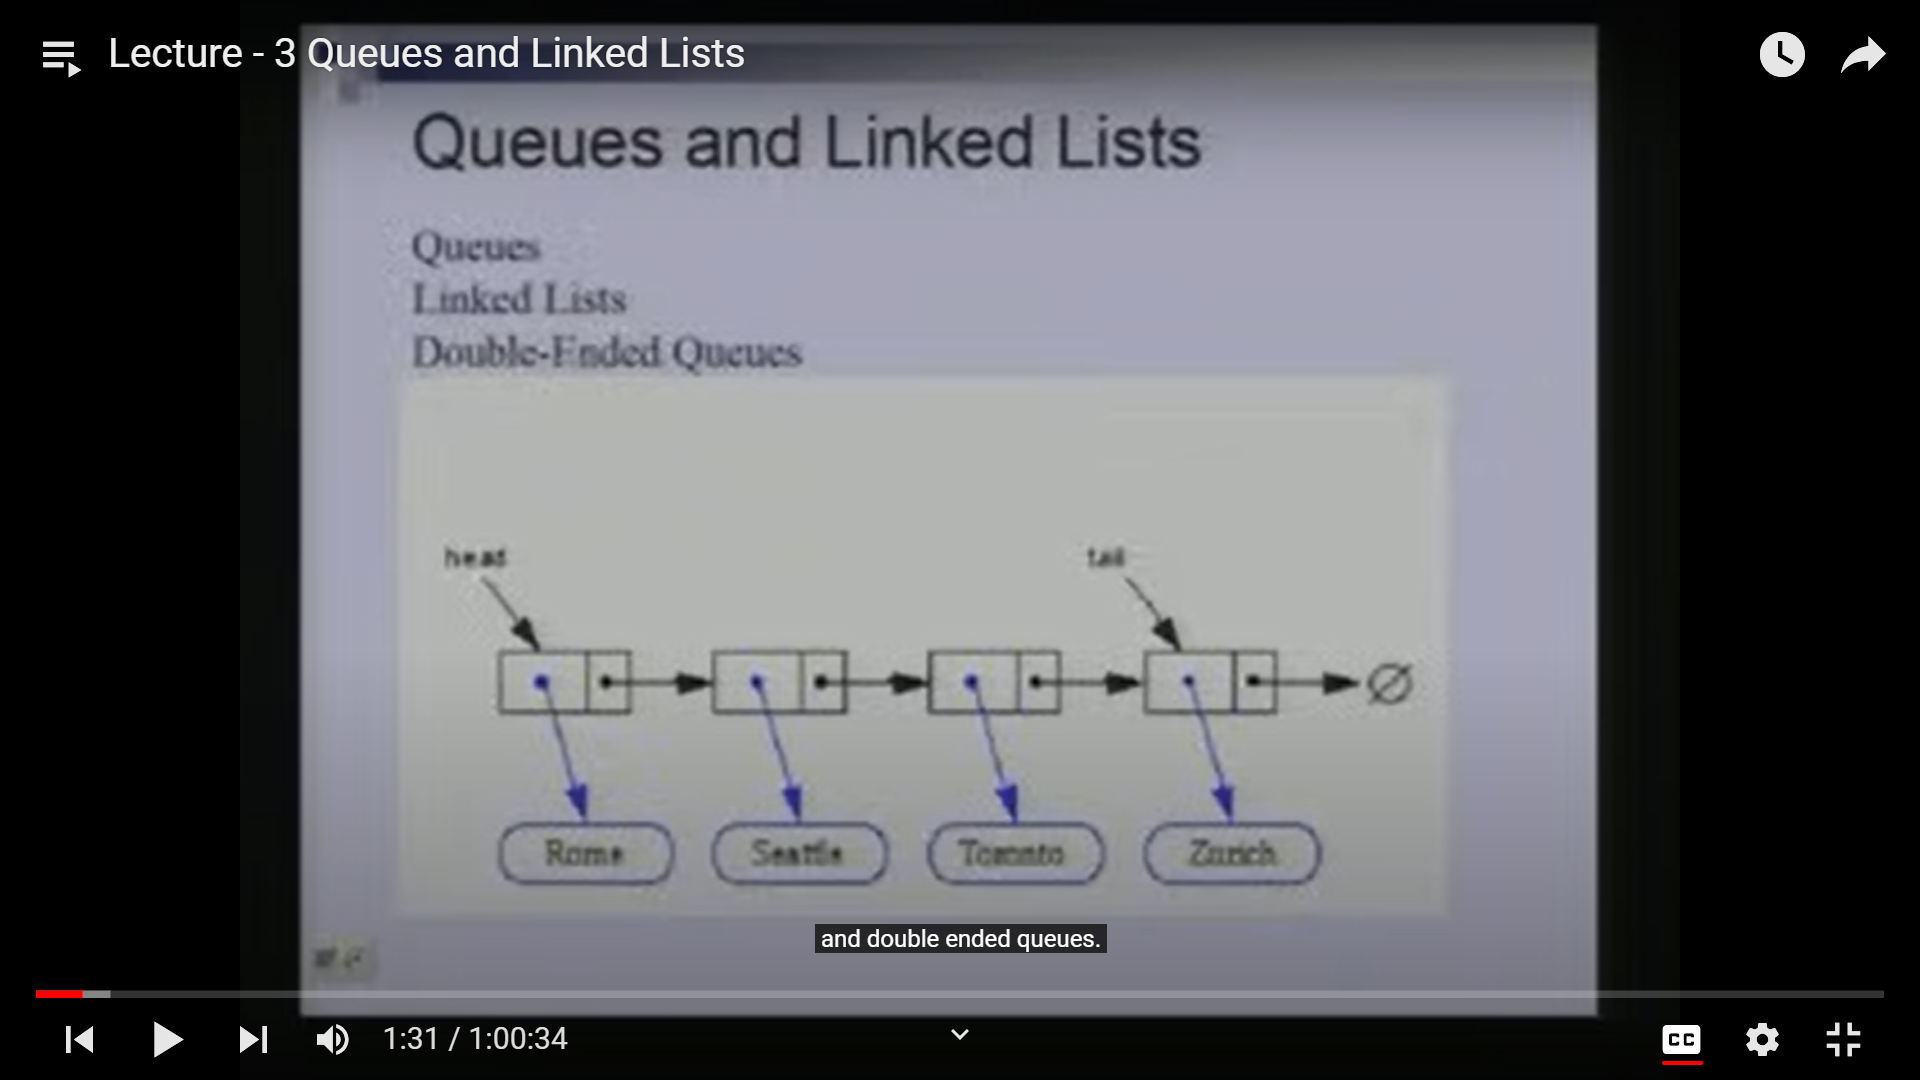 Lecture - 3 Queues and Linked Lists
Queues and Linked Lists
Queues
Linked Lists
Double-Ended Queues
head
tail
Rome
Seattle
Toronto
Zurich
and double ended queues.
1:31 / 1:00:34
CC